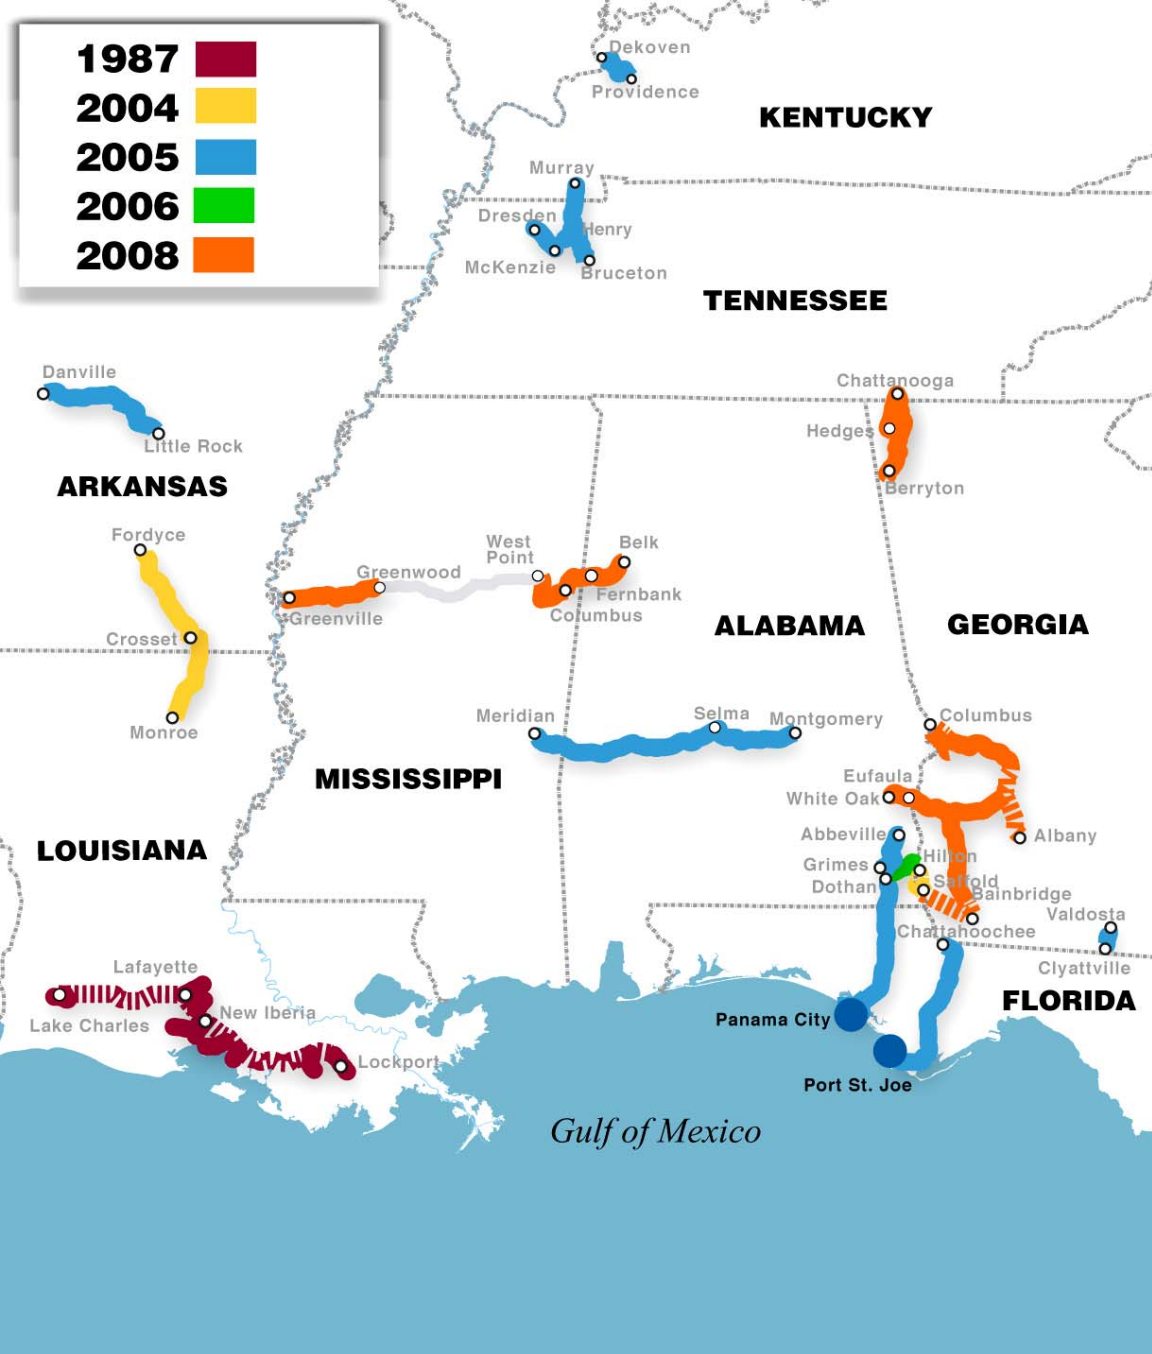 1987
2004
2005
2006
2008
Dekoven
Providence
KENTUCKY
Murray
Dresden
Henry
McKenzie
Bruceton
TENNESSEE
Danville
Little Rock
Chattanooga
Hedges
Berryton
ARKANSAS
Fordyce
West
Point
Belk
Greenwood
Fernbank
Greenville
Columbus
Crosset
ALABAMA
GEORGIA
Monroe
Meridian
Selma
Montgomery
Columbus
MISSISSIPPI
Eufaula
White Oak
Abbeville
Albany
LOUISIANA
Grimes
Hilton
Dothan
Saffold
Bainbridge
Valdosta
Chattahoochee
Clyattville
Lafayette
Lake Charles
New Iberia
FLORIDA
Panama City
Lockport
Port St. Joe
Gulf of Mexico